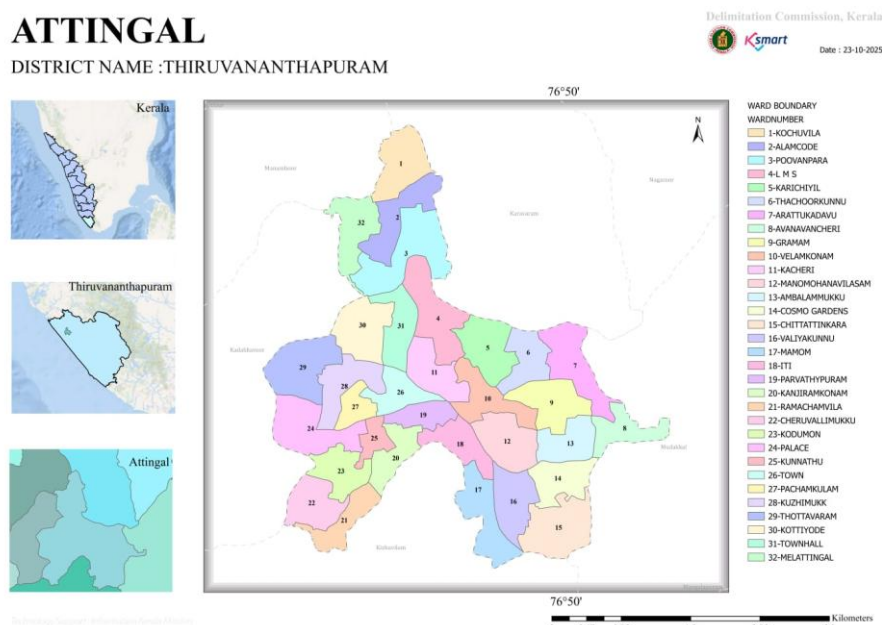 ATTINGAL
DISTRICT NAME :THIRUVANANTHAPURAM
Delimitation Commission, Kerala
Ksmart
Date : 23-10-2025
Kerala
Thiruvananthapuram
Attingal
76°50'
N
Manamboor
Karavaram
Nagaroor
Kadakkavoor
Mudakkal
Kizhuvilam
1
2
32
3
4
30
31
5
6
7
29
28
11
26
27
10
9
8
24
19
25
18
12
13
20
23
14
22
17
16
21
15
76°50'
Kilometers
WARD BOUNDARY
WARDNUMBER
1-KOCHUVILA
2-ALAMCODE
3-POOVANPARA
4-L M S
5-KARICHIYIL
6-THACHOORKUNNU
7-ARATTUKADAVU
8-AVANAVANCHERI
9-GRAMAM
10-VELAMKONAM
11-KACHERI
12-MANOMOHANAVILASAM
13-AMBALAMMUKKU
14-COSMO GARDENS
15-CHITTATTINKARA
16-VALIYAKUNNU
17-MAMOM
18-ITI
19-PARVATHYPURAM
20-KANJIRAMKONAM
21-RAMACHAMVILA
22-CHERUVALLIMUKKU
23-KODUMON
24-PALACE
25-KUNNATHU
26-TOWN
27-PACHAMKULAM
28-KUZHIMUKK
29-THOTTAVARAM
30-KOTTIYODE
31-TOWNHALL
32-MELATTINGAL